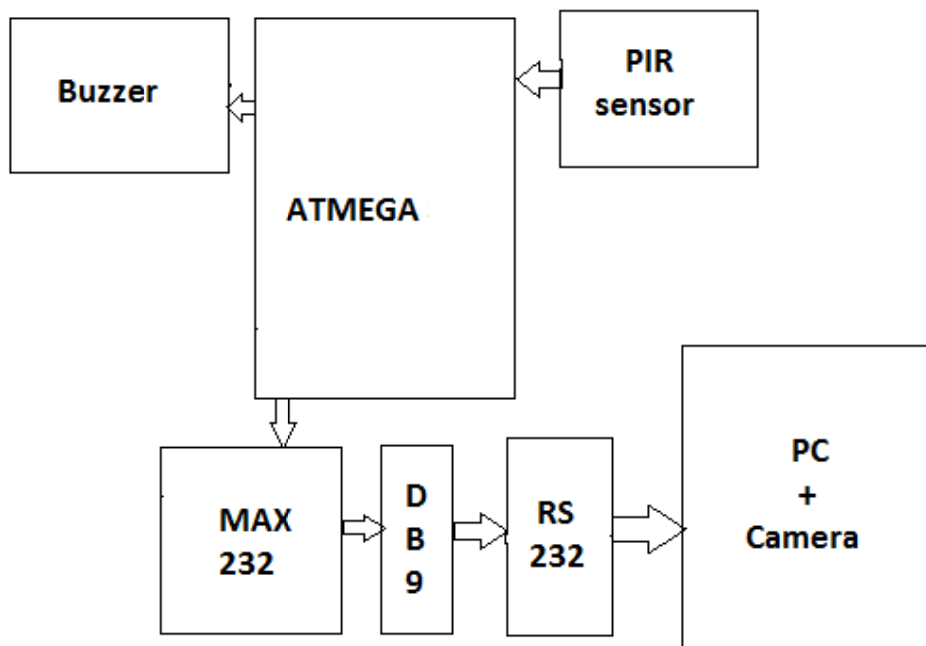 Buzzer
PIR
sensor
ATMEGA
MAX
232
D
B
9
RS
232
PC
+
Camera